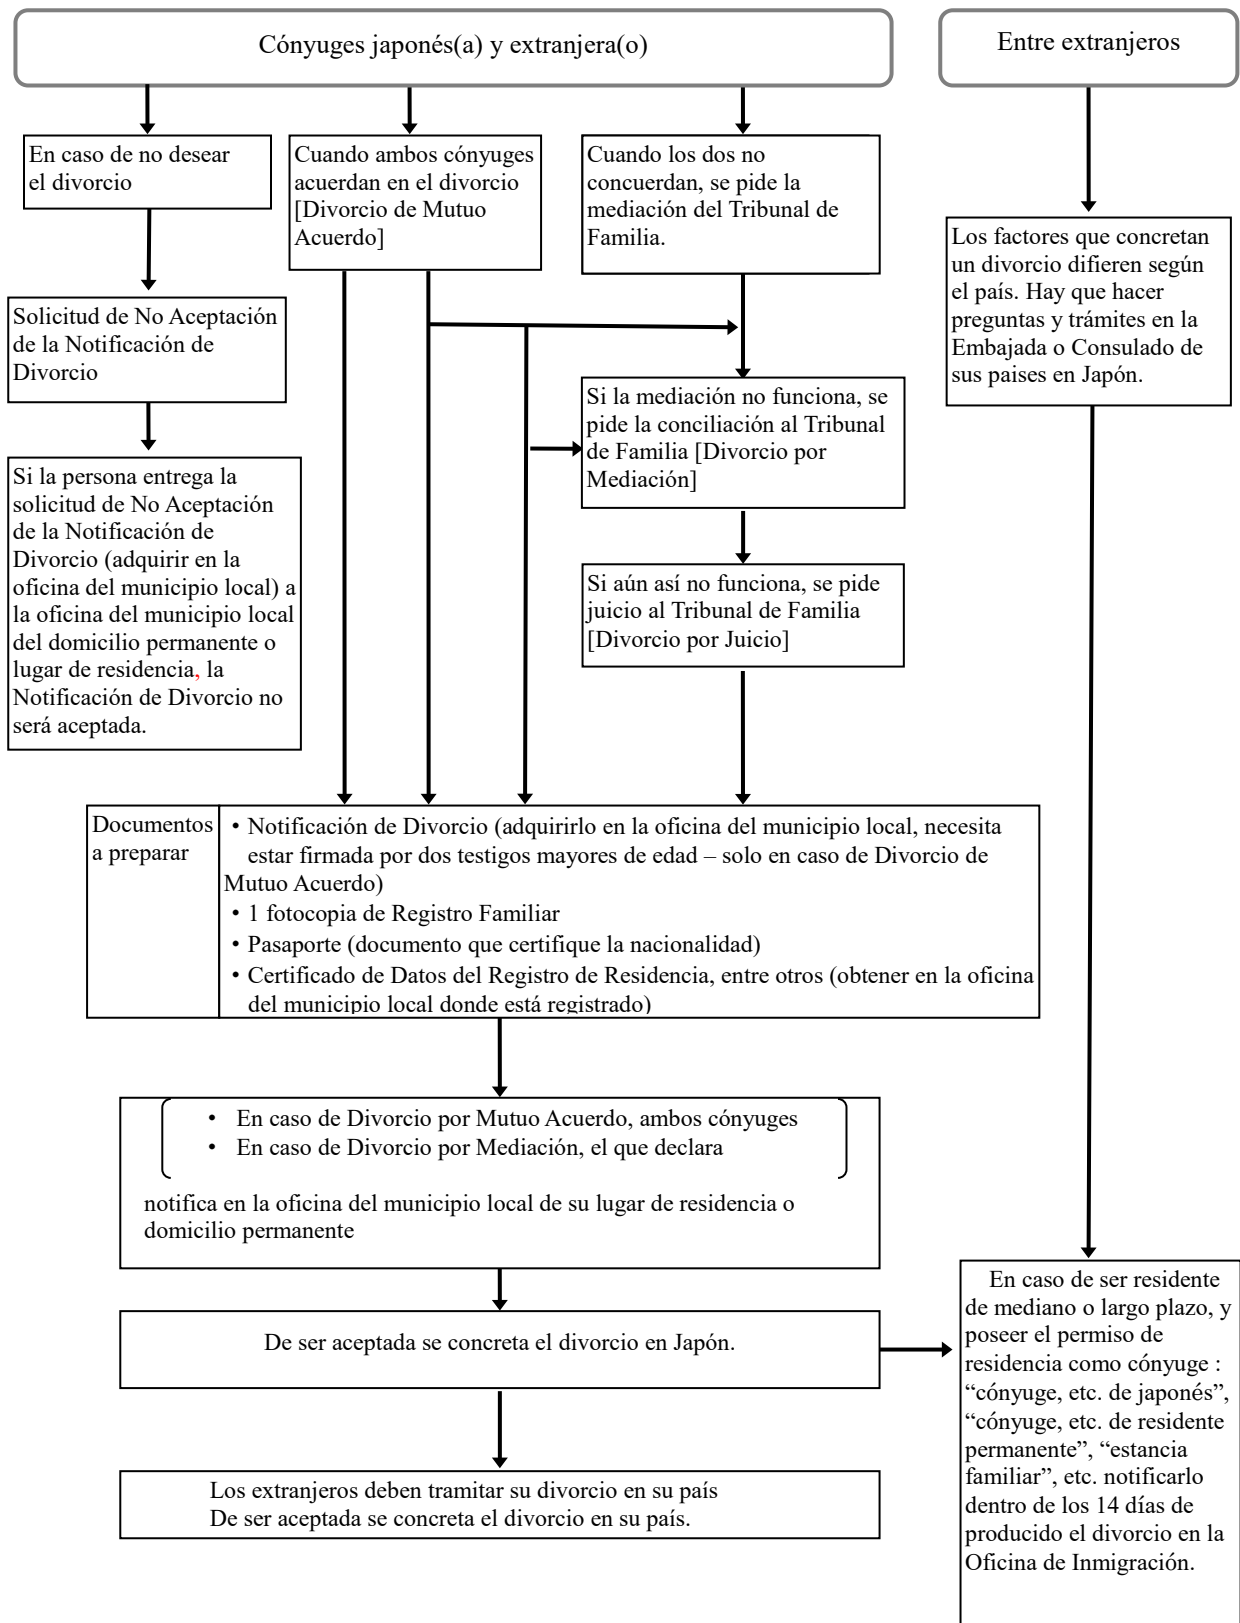 Cónyuges japonés(a) y extranjera(o)
Entre extranjeros
En caso de no desear
el divorcio
Cuando ambos cónyuges
acuerdan en el divorcio
[Divorcio de Mutuo
Acuerdo]
Cuando los dos no
concuerdan, se pide la
mediación del Tribunal de
Familia.
Los factores que concretan
un divorcio difieren según
el país. Hay que hacer
preguntas y trámites en la
Embajada o Consulado de
sus paises en Japón.
Solicitud de No Aceptación
de la Notificación de
Divorcio
Si la mediación no funciona, se
pide la conciliación al Tribunal
de Familia [Divorcio por
Mediación]
Si la persona entrega la
solicitud de No Aceptación
de la Notificación de
Divorcio (adquirir en la
oficina del municipio local) a
la oficina del municipio local
del domicilio permanente o
lugar de residencia, la
Notificación de Divorcio no
será aceptada.
Si aún así no funciona, se pide
juicio al Tribunal de Familia
[Divorcio por Juicio]
Documentos
a preparar
・Notificación de Divorcio (adquirirlo en la oficina del municipio local, necesita
estar firmada por dos testigos mayores de edad – solo en caso de Divorcio de
Mutuo Acuerdo)
・1 fotocopia de Registro Familiar
・Pasaporte (documento que certifique la nacionalidad)
・Certificado de Datos del Registro de Residencia, entre otros (obtener en la oficina
del municipio local donde está registrado)
• En caso de Divorcio por Mutuo Acuerdo, ambos cónyuges
• En caso de Divorcio por Mediación, el que declara
notifica en la oficina del municipio local de su lugar de residencia o
domicilio permanente
De ser aceptada se concreta el divorcio en Japón.
Los extranjeros deben tramitar su divorcio en su país
De ser aceptada se concreta el divorcio en su país.
En caso de ser residente
de mediano o largo plazo, y
poseer el permiso de
residencia como cónyuge :
“cónyuge, etc. de japonés”,
“cónyuge, etc. de residente
permanente”, “estancia
familiar”, etc. notificarlo
dentro de los 14 días de
producido el divorcio en la
Oficina de Inmigración.